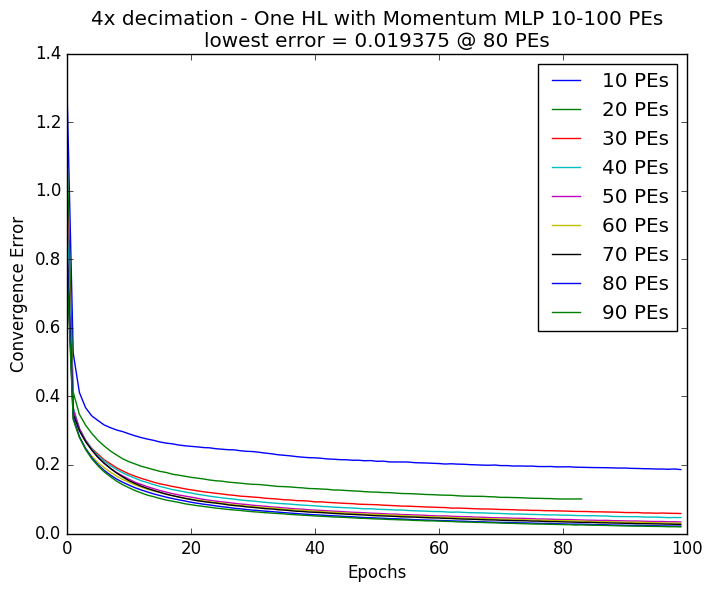 4x decimation - One HL with Momentum MLP 10-100 PEs
lowest error = 0.019375 @ 80 PEs
1.4
1.2
1.0
0.8
0.6
0.4
0.2
0.0
Convergence Error
0 20 40 60 80 100
Epochs
10 PEs
20 PEs
30 PEs
40 PEs
50 PEs
60 PEs
70 PEs
80 PEs
90 PEs